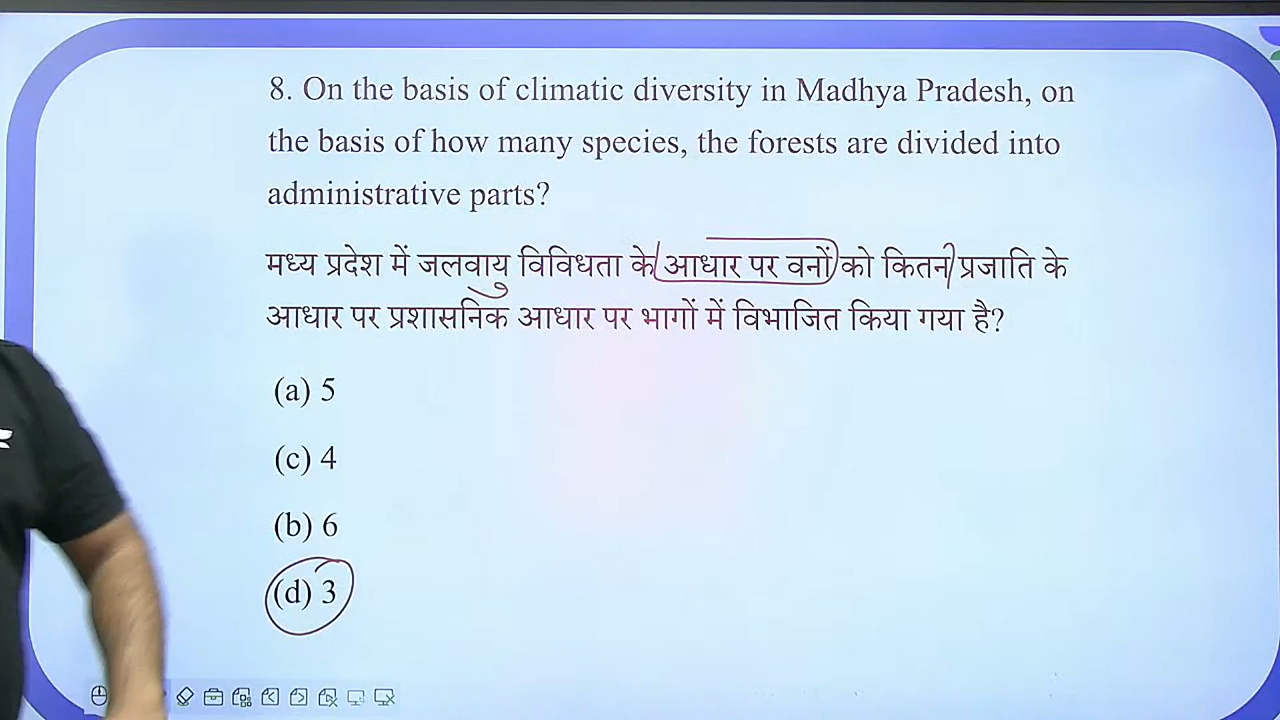 8. On the basis of climatic diversity in Madhya Pradesh, on
the basis of how many species, the forests are divided into
administrative parts?
मध्य प्रदेश में जलवायु विविधता के आधार पर वनों को कितने प्रजाति के
आधार पर प्रशासनिक आधार पर भागों में विभाजित किया गया है?
(a) 5
(c) 4
(b) 6
(d) 3